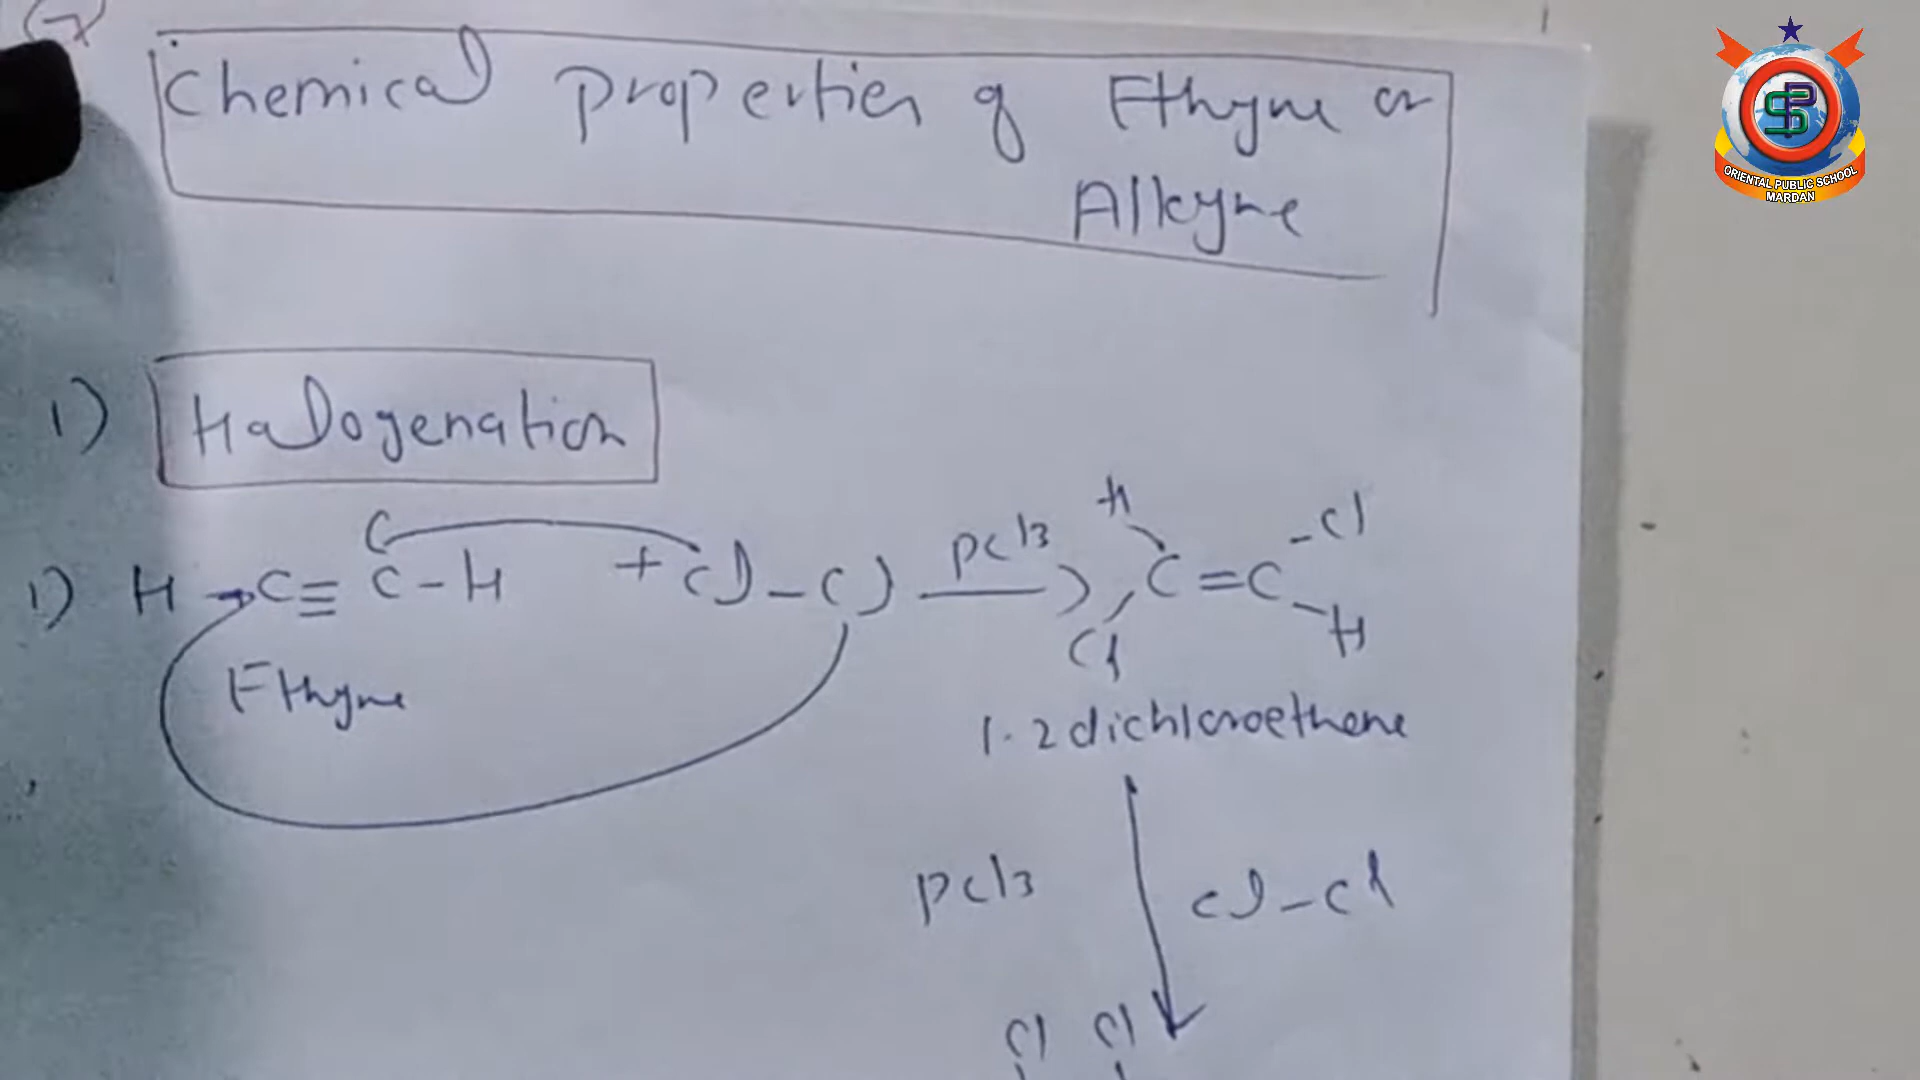 Chemical properties of Ethyne or
Alkyne
1) Halogenation
1) H - C ≡ C - H + Cl - Cl PCl3 H C = C Cl
Cl H
Ethyne
1.2 dichloroethene
PCl3 Cl - Cl
Cl Cl
ORIENTAL PUBLIC SCHOOL
MARDAN